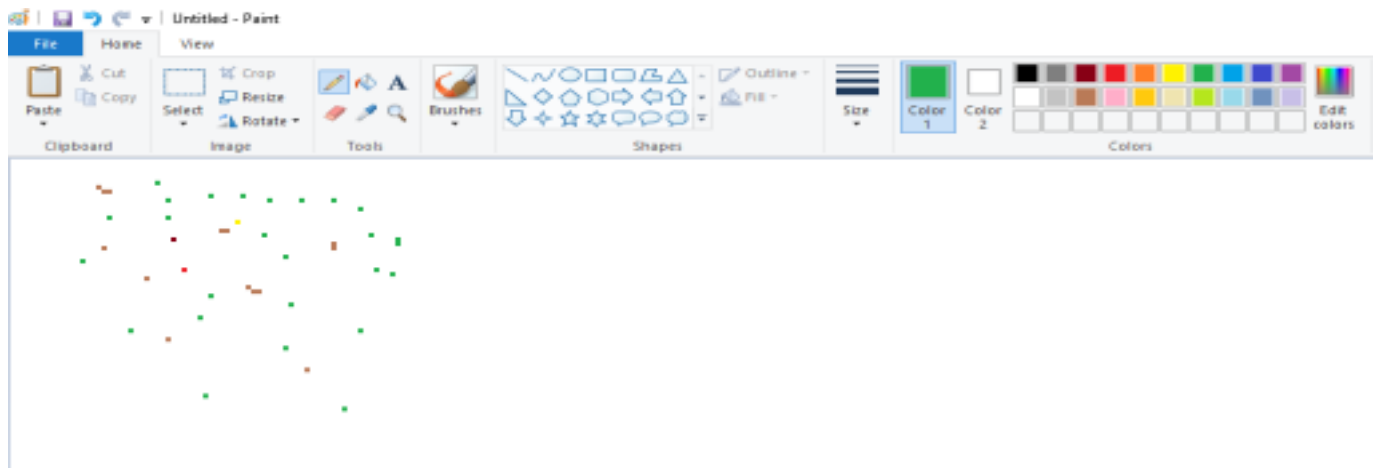 Untitled - Paint
File Home View
Cut
Copy
Paste
Clipboard
Select
Crop
Resize
Rotate
Image
A
Tools
Brushes
Outline
Fill
Shapes
Size
Color 1
Color 2
Edit colors
Colors